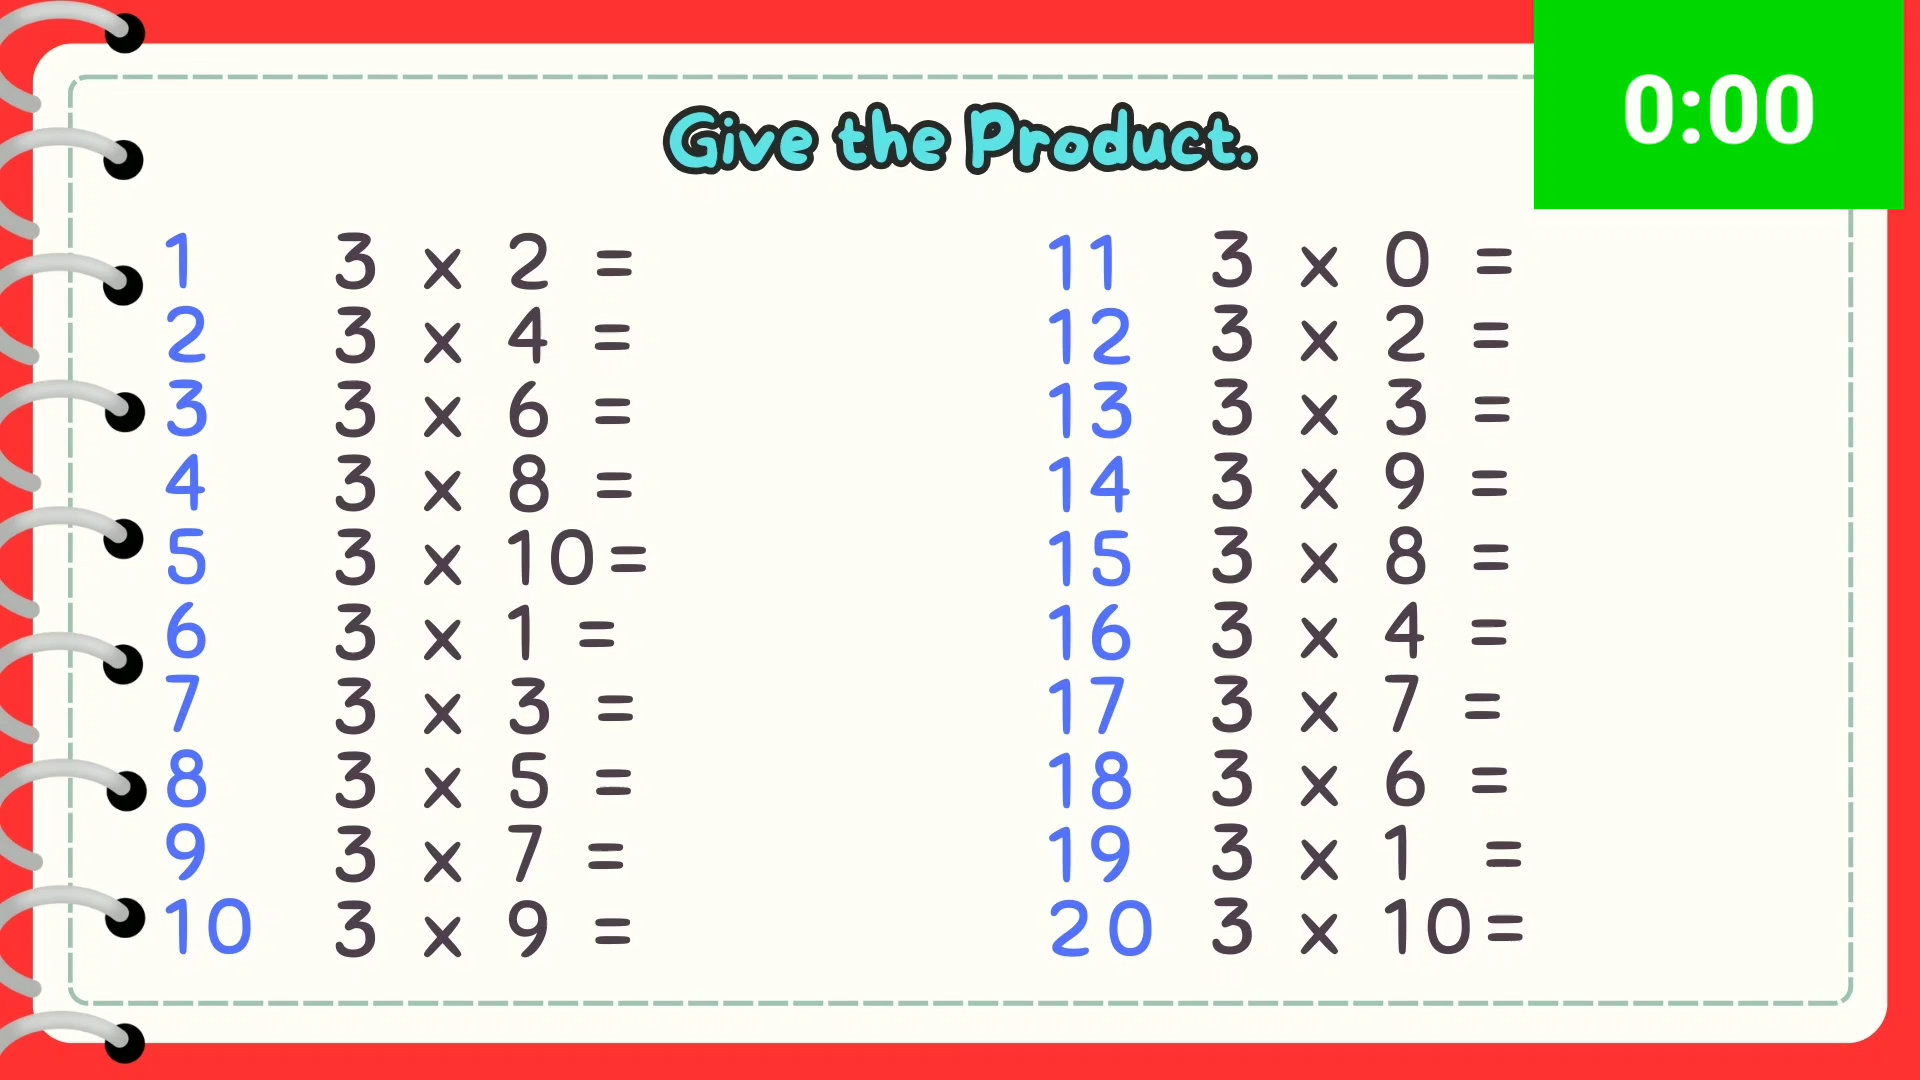 0:00
Give the Product.
1 3 x 2 =
2 3 x 4 =
3 3 x 6 =
4 3 x 8 =
5 3 x 10 =
6 3 x 1 =
7 3 x 3 =
8 3 x 5 =
9 3 x 7 =
10 3 x 9 =
11 3 x 0 =
12 3 x 2 =
13 3 x 3 =
14 3 x 9 =
15 3 x 8 =
16 3 x 4 =
17 3 x 7 =
18 3 x 6 =
19 3 x 1 =
20 3 x 10 =